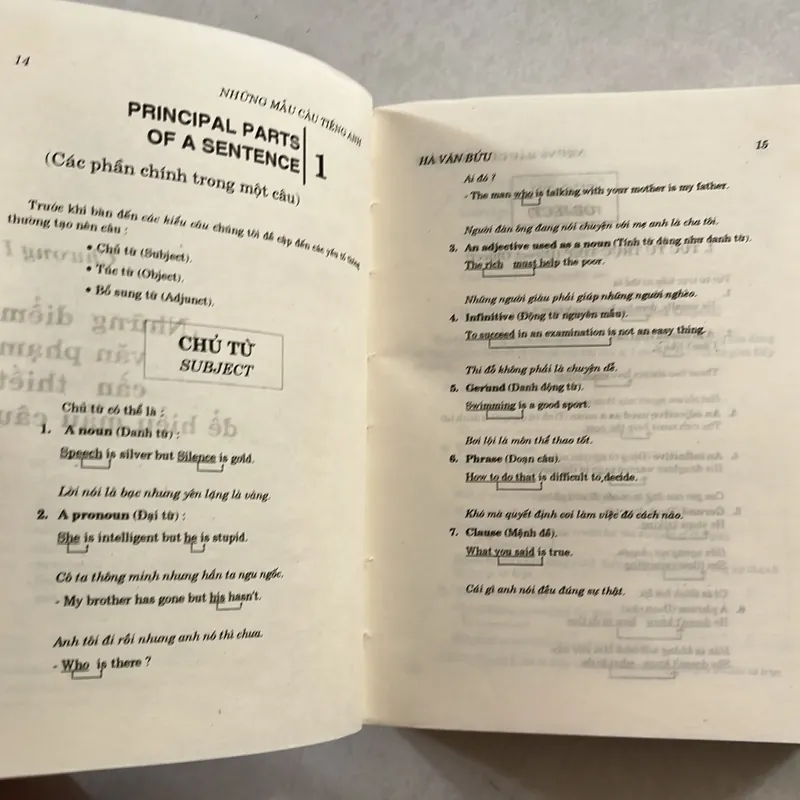 14
NHỮNG MẪU CÂU TIẾNG ANH
PRINCIPAL PARTS
OF A SENTENCE
1
(Các phần chính trong một câu)
Trước khi bàn đến các kiểu câu chúng tôi đề cập đến các yếu tố
thường tạo nên câu :
• Chủ từ (Subject).
• Túc từ (Object).
• Bổ sung từ (Adjunct).
CHỦ TỪ
SUBJECT
Chủ từ có thể là :
1. A noun (Danh từ) :
Speech is silver but Silence is gold.
Lời nói là bạc nhưng yên lặng là vàng.
2. A pronoun (Đại từ) :
She is intelligent but he is stupid.
Cô ta thông minh nhưng hắn ta ngu ngốc.
- My brother has gone but his hasn't.
Anh tôi đi rồi nhưng anh nó thì chưa.
- Who is there ?
HÀ VĂN BỬU
15
Ai đó ?
- The man who is talking with your mother is my father.
Người đàn ông đang nói chuyện với mẹ anh là cha tôi.
3. An adjective used as a noun (Tính từ dùng như danh từ).
The rich must help the poor.
Những người giàu phải giúp những người nghèo.
4. Infinitive (Động từ nguyên mẫu).
To succeed in an examination is not an easy thing.
Thi đỗ không phải là chuyện dễ.
5. Gerund (Danh động từ).
Swimming is a good sport.
Bơi lội là môn thể thao tốt.
6. Phrase (Đoạn câu).
How to do that is difficult to decide.
Khó mà quyết định coi làm việc đó cách nào.
7. Clause (Mệnh đề).
What you said is true.
Cái gì anh nói đều đúng sự thật.